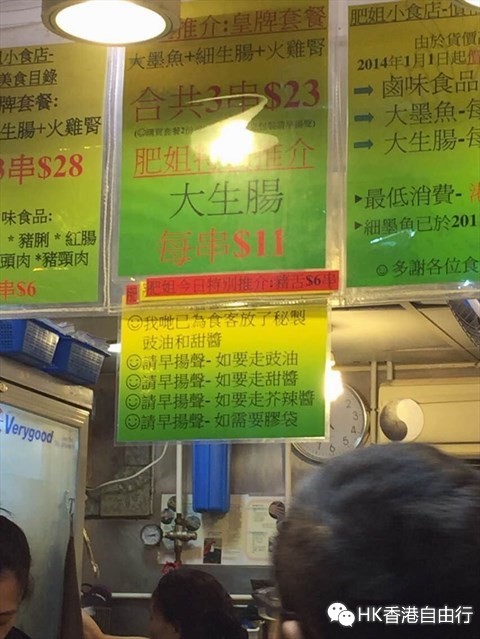 姐小食店-
美食目錄
牌套餐:
生腸+火雞腎
3串$28
味食品:
*豬脷*紅腸
頭肉*豬頸肉
串$6
推介:皇牌套餐
大墨魚+細生腸+火雞腎
合共3串$23
肥姐特別推介
大生腸
每串$11
肥姐今日特別推介:豬舌$6串
我哋已為食客放了秘製
豉油和甜醬
請早揚聲-如要走豉油
請早揚聲-如要走甜醬
請早揚聲-如要走芥辣醬
請早揚聲-如需要膠袋
肥姐小食店-價
由於貨價
2014年1月1日起
鹵味食品
大墨魚-每
大生腸-每
最低消費-
細墨魚已於201
多謝各位食
Verygood
HK香港自由行